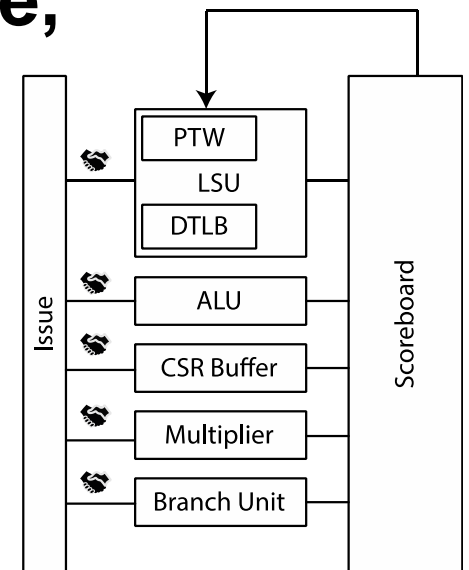 e,
PTW
LSU
DTLB
ALU
CSR Buffer
Multiplier
Branch Unit
Issue
Scoreboard